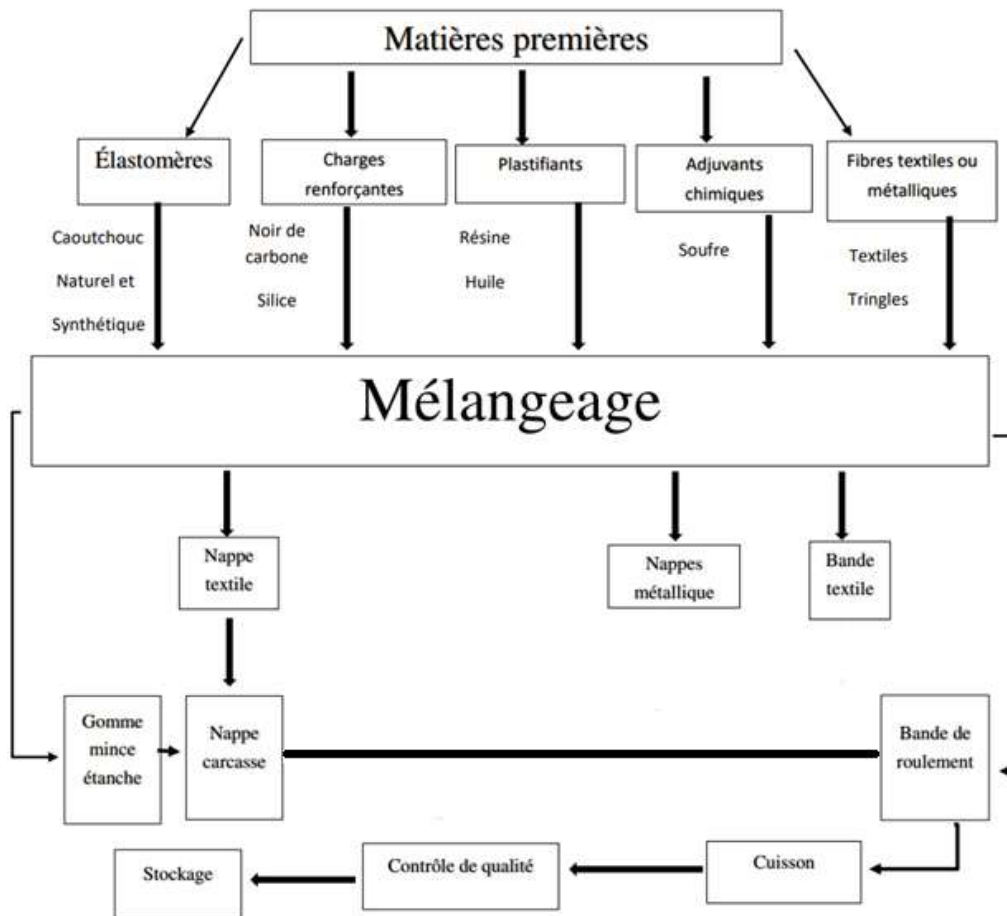 Matières premières
Élastomères
Charges
renforçantes
Plastifiants
Adjuvants
chimiques
Fibres textiles ou
métalliques
Caoutchouc
Naturel et
Synthétique
Noir de
carbone
Silice
Résine
Huile
Soufre
Textiles
Tringles
Mélangeage
Nappe
textile
Nappes
métallique
Bande
textile
Gomme
mince
étanche
Nappe
carcasse
Bande de
roulement
Stockage
Contrôle de qualité
Cuisson